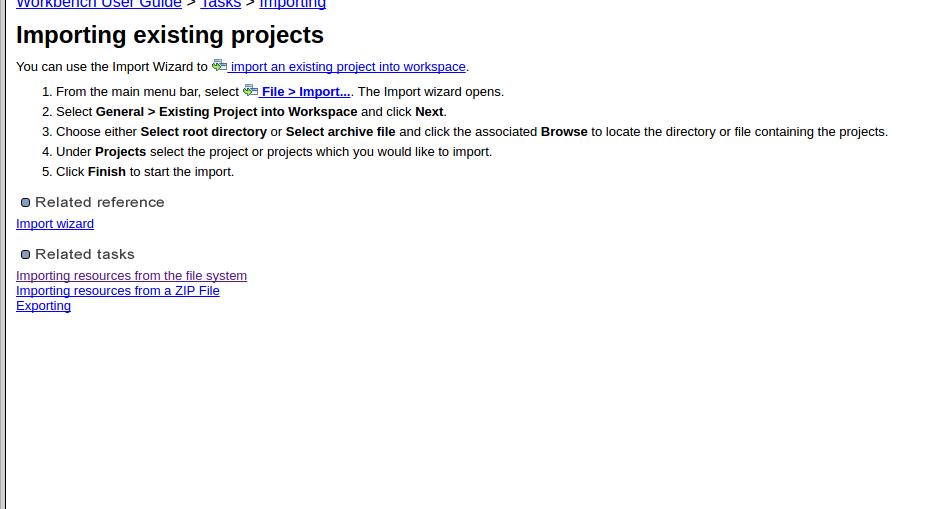 Workbench User Guide > Tasks > Importing
Importing existing projects
You can use the Import Wizard to import an existing project into workspace.
1. From the main menu bar, select File > Import.... The Import wizard opens.
2. Select General > Existing Project into Workspace and click Next.
3. Choose either Select root directory or Select archive file and click the associated Browse to locate the directory or file containing the projects.
4. Under Projects select the project or projects which you would like to import.
5. Click Finish to start the import.
Related reference
Import wizard
Related tasks
Importing resources from the file system
Importing resources from a ZIP File
Exporting